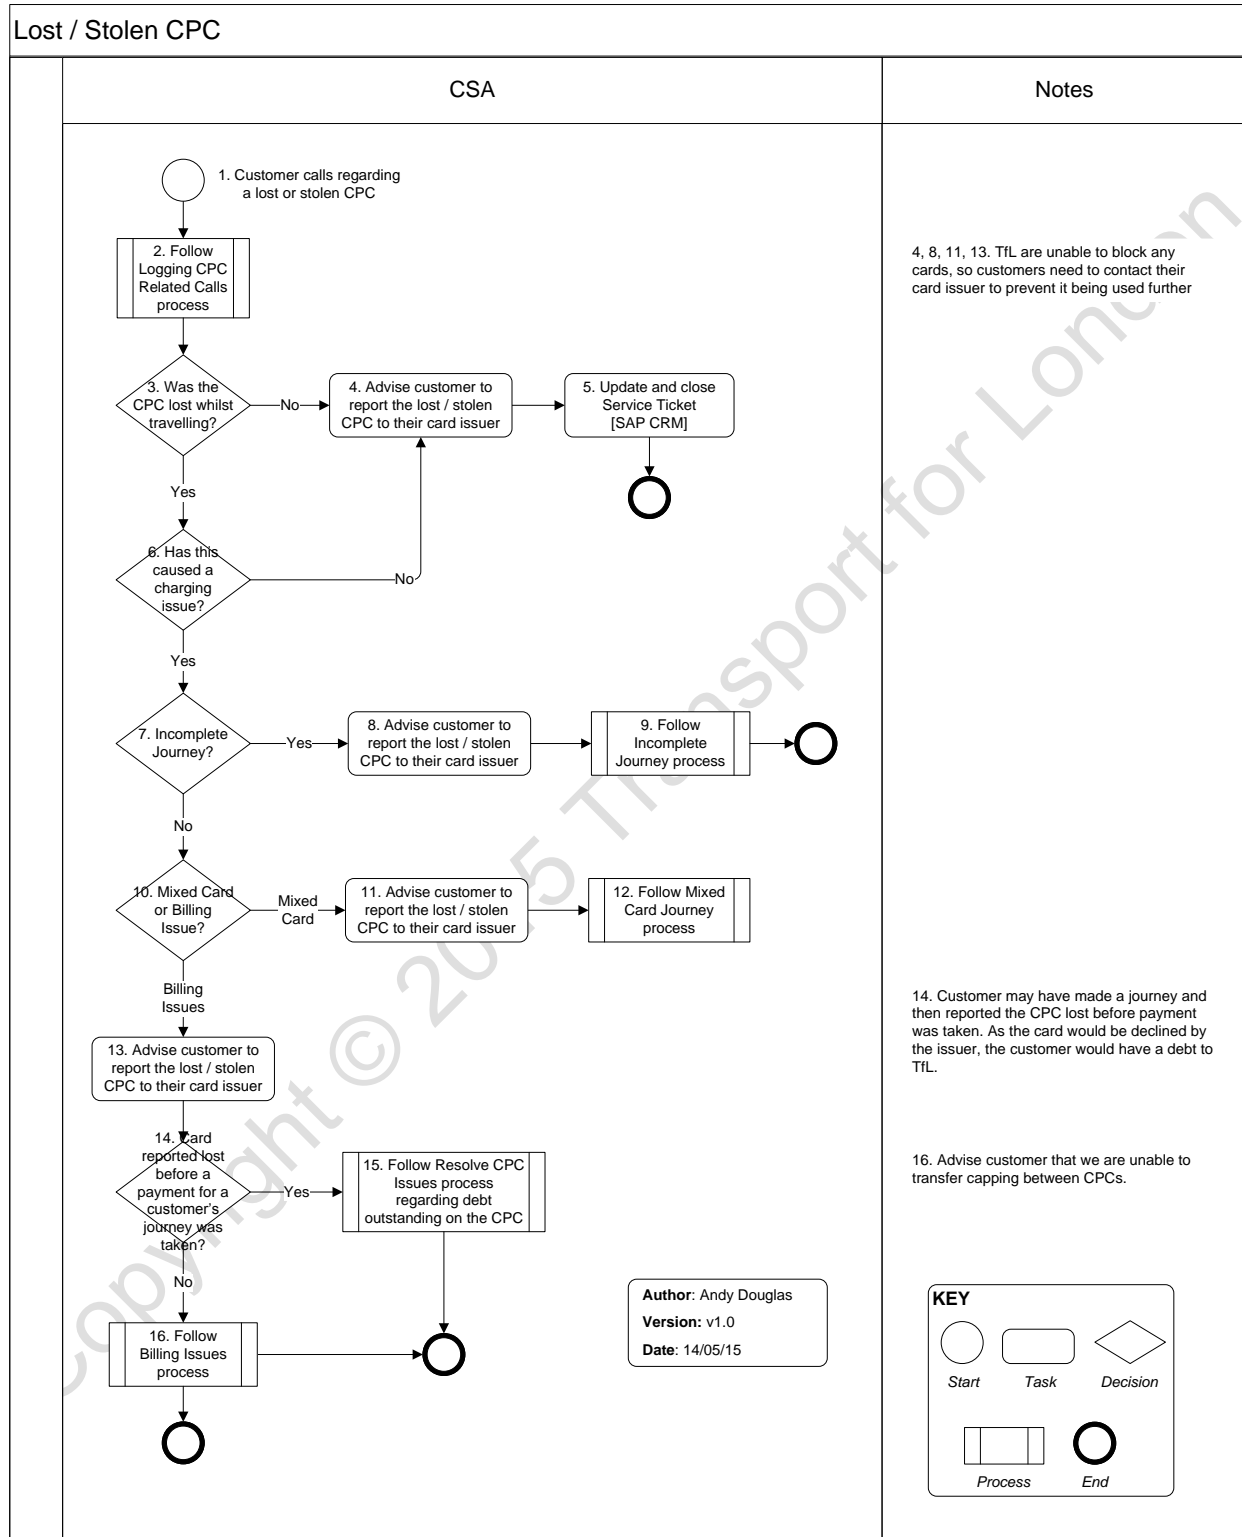 Lost / Stolen CPC
CSA
Notes
1. Customer calls regarding
a lost or stolen CPC
2. Follow
Logging CPC
Related Calls
process
4, 8, 11, 13. TfL are unable to block any
cards, so customers need to contact their
card issuer to prevent it being used further
3. Was the
CPC lost whilst
travelling?
No
4. Advise customer to
report the lost / stolen
CPC to their card issuer
5. Update and close
Service Ticket
[SAP CRM]
Yes
6. Has this
caused a
charging
issue?
No
Yes
7. Incomplete
Journey?
Yes
8. Advise customer to
report the lost / stolen
CPC to their card issuer
9. Follow
Incomplete
Journey process
No
10. Mixed Card
or Billing
Issue?
Mixed
Card
11. Advise customer to
report the lost / stolen
CPC to their card issuer
12. Follow Mixed
Card Journey
process
Billing
Issues
14. Customer may have made a journey and
then reported the CPC lost before payment
was taken. As the card would be declined by
the issuer, the customer would have a debt to
TfL.
13. Advise customer to
report the lost / stolen
CPC to their card issuer
14. Card
reported lost
before a
payment for a
customer's
journey was
taken?
Yes
15. Follow Resolve CPC
Issues process
regarding debt
outstanding on the CPC
16. Advise customer that we are unable to
transfer capping between CPCs.
No
16. Follow
Billing Issues
process
Author: Andy Douglas
Version: v1.0
Date: 14/05/15
KEY
Start
Task
Decision
Process
End
Copyright © 2015 Transport for London